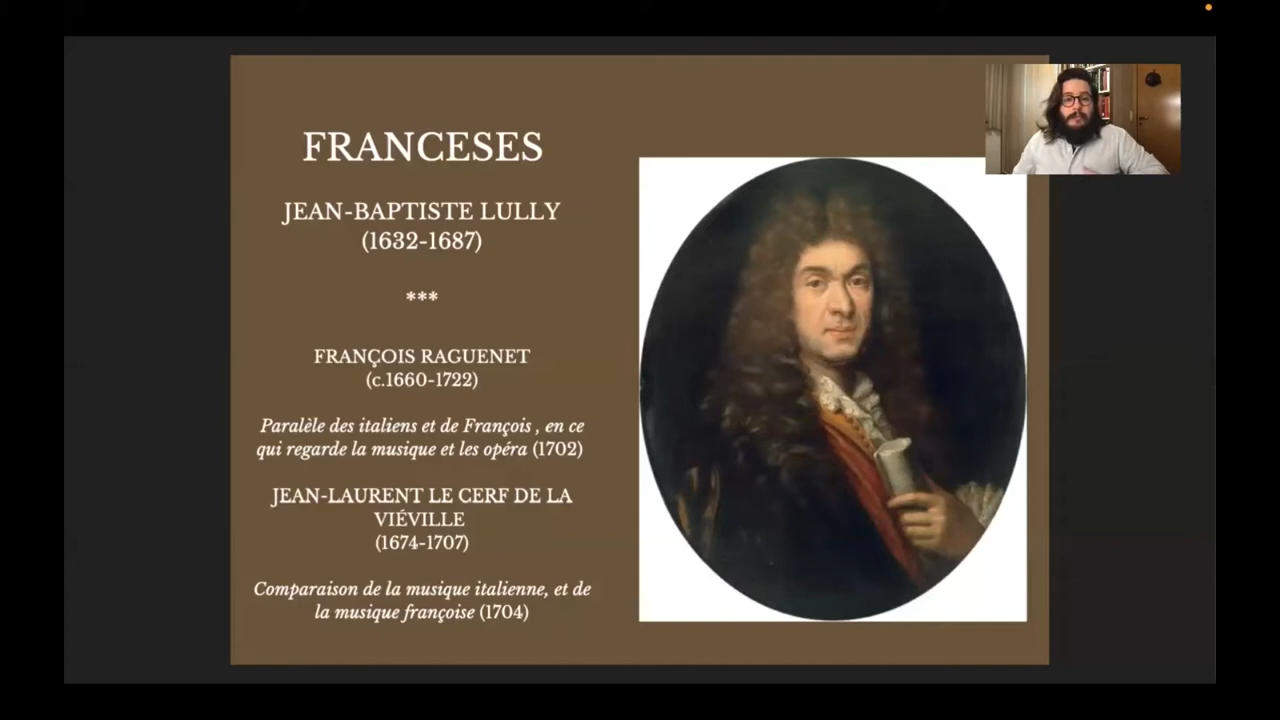 FRANCESES
JEAN-BAPTISTE LULLY
(1632-1687)
***
FRANÇOIS RAGUENET
(c.1660-1722)
Paralèle des italiens et de François , en ce
qui regarde la musique et les opéra (1702)
JEAN-LAURENT LE CERF DE LA
VIÉVILLE
(1674-1707)
Comparaison de la musique italienne, et de
la musique françoise (1704)